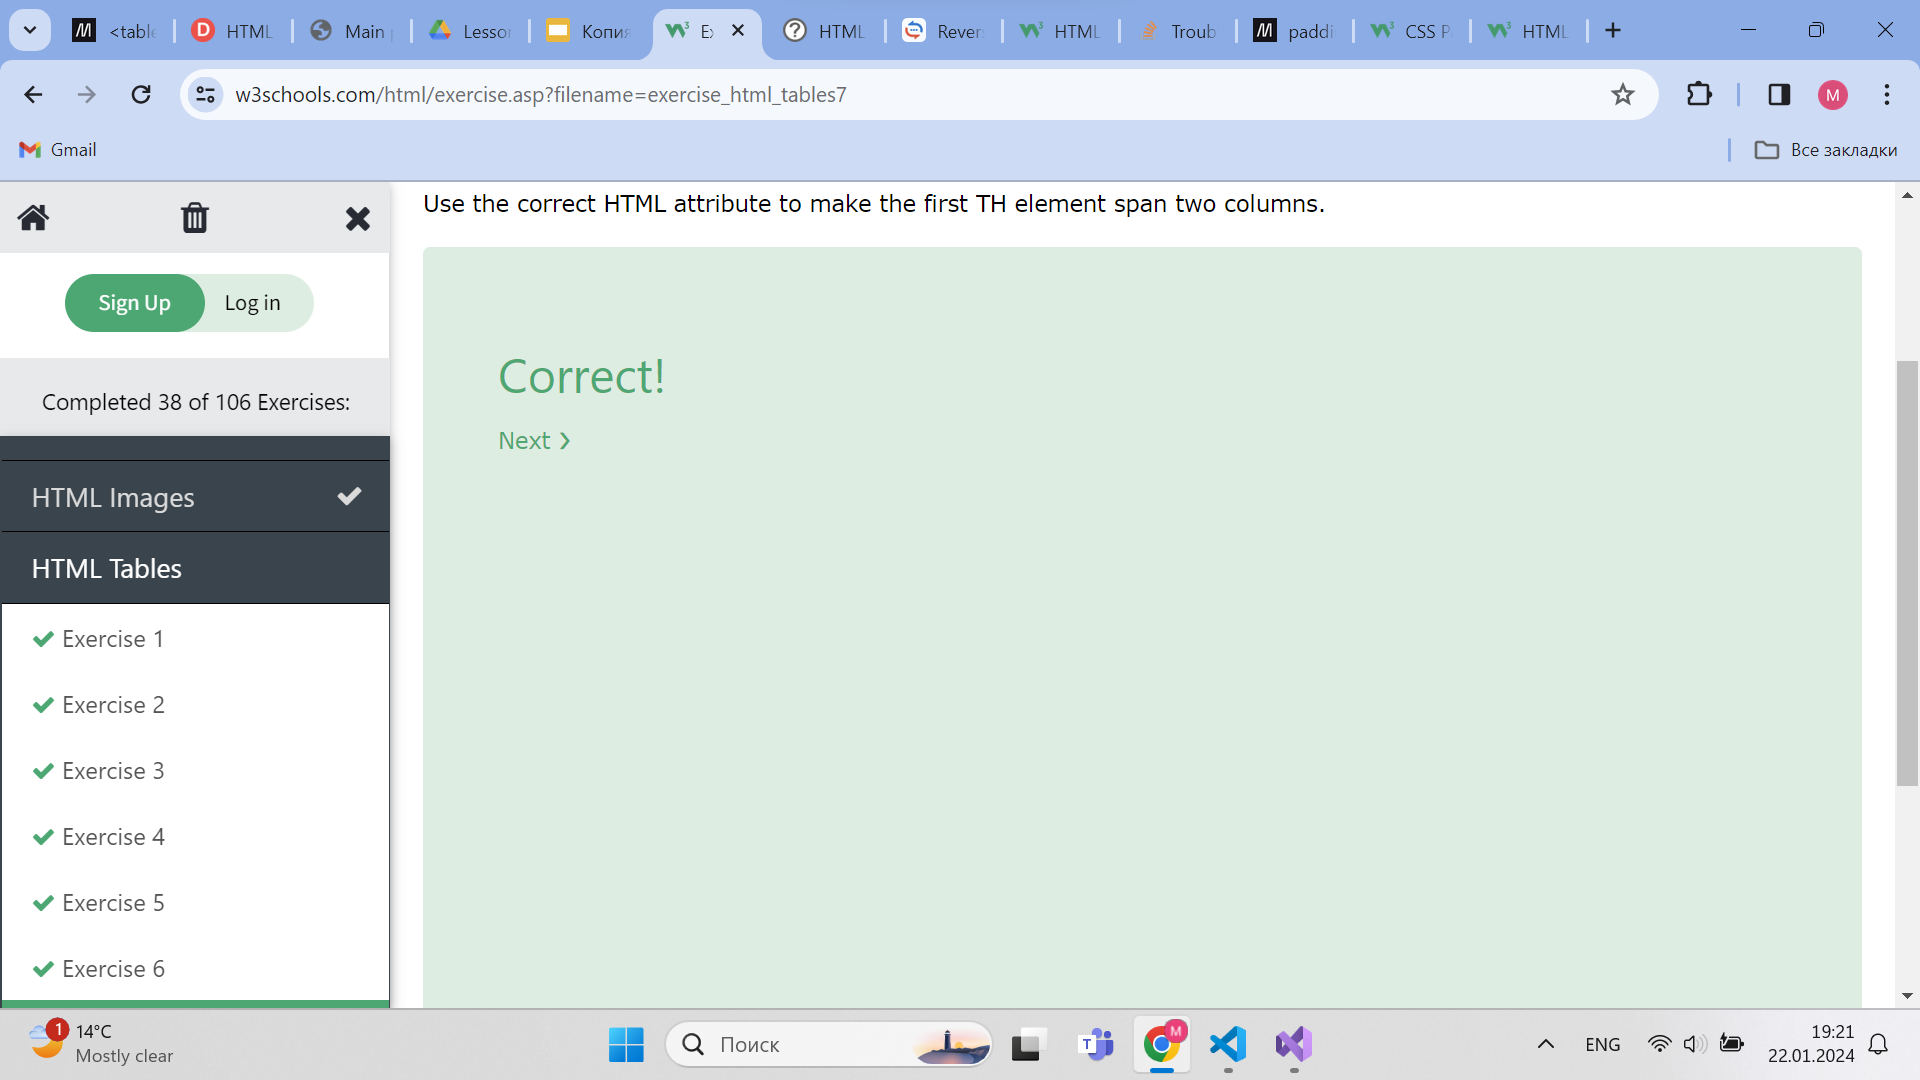 <table
HTML
Main
Lesson
Копия
Ex
HTML
Revers
HTML
Troub
paddi
CSS P
HTML
w3schools.com/html/exercise.asp?filename=exercise_html_tables7
M
Gmail
Все закладки
Use the correct HTML attribute to make the first TH element span two columns.
Sign Up
Log in
Completed 38 of 106 Exercises:
HTML Images
HTML Tables
Exercise 1
Exercise 2
Exercise 3
Exercise 4
Exercise 5
Exercise 6
Correct!
Next ❯
1
14°C
Mostly clear
Поиск
M
ENG
19:21
22.01.2024